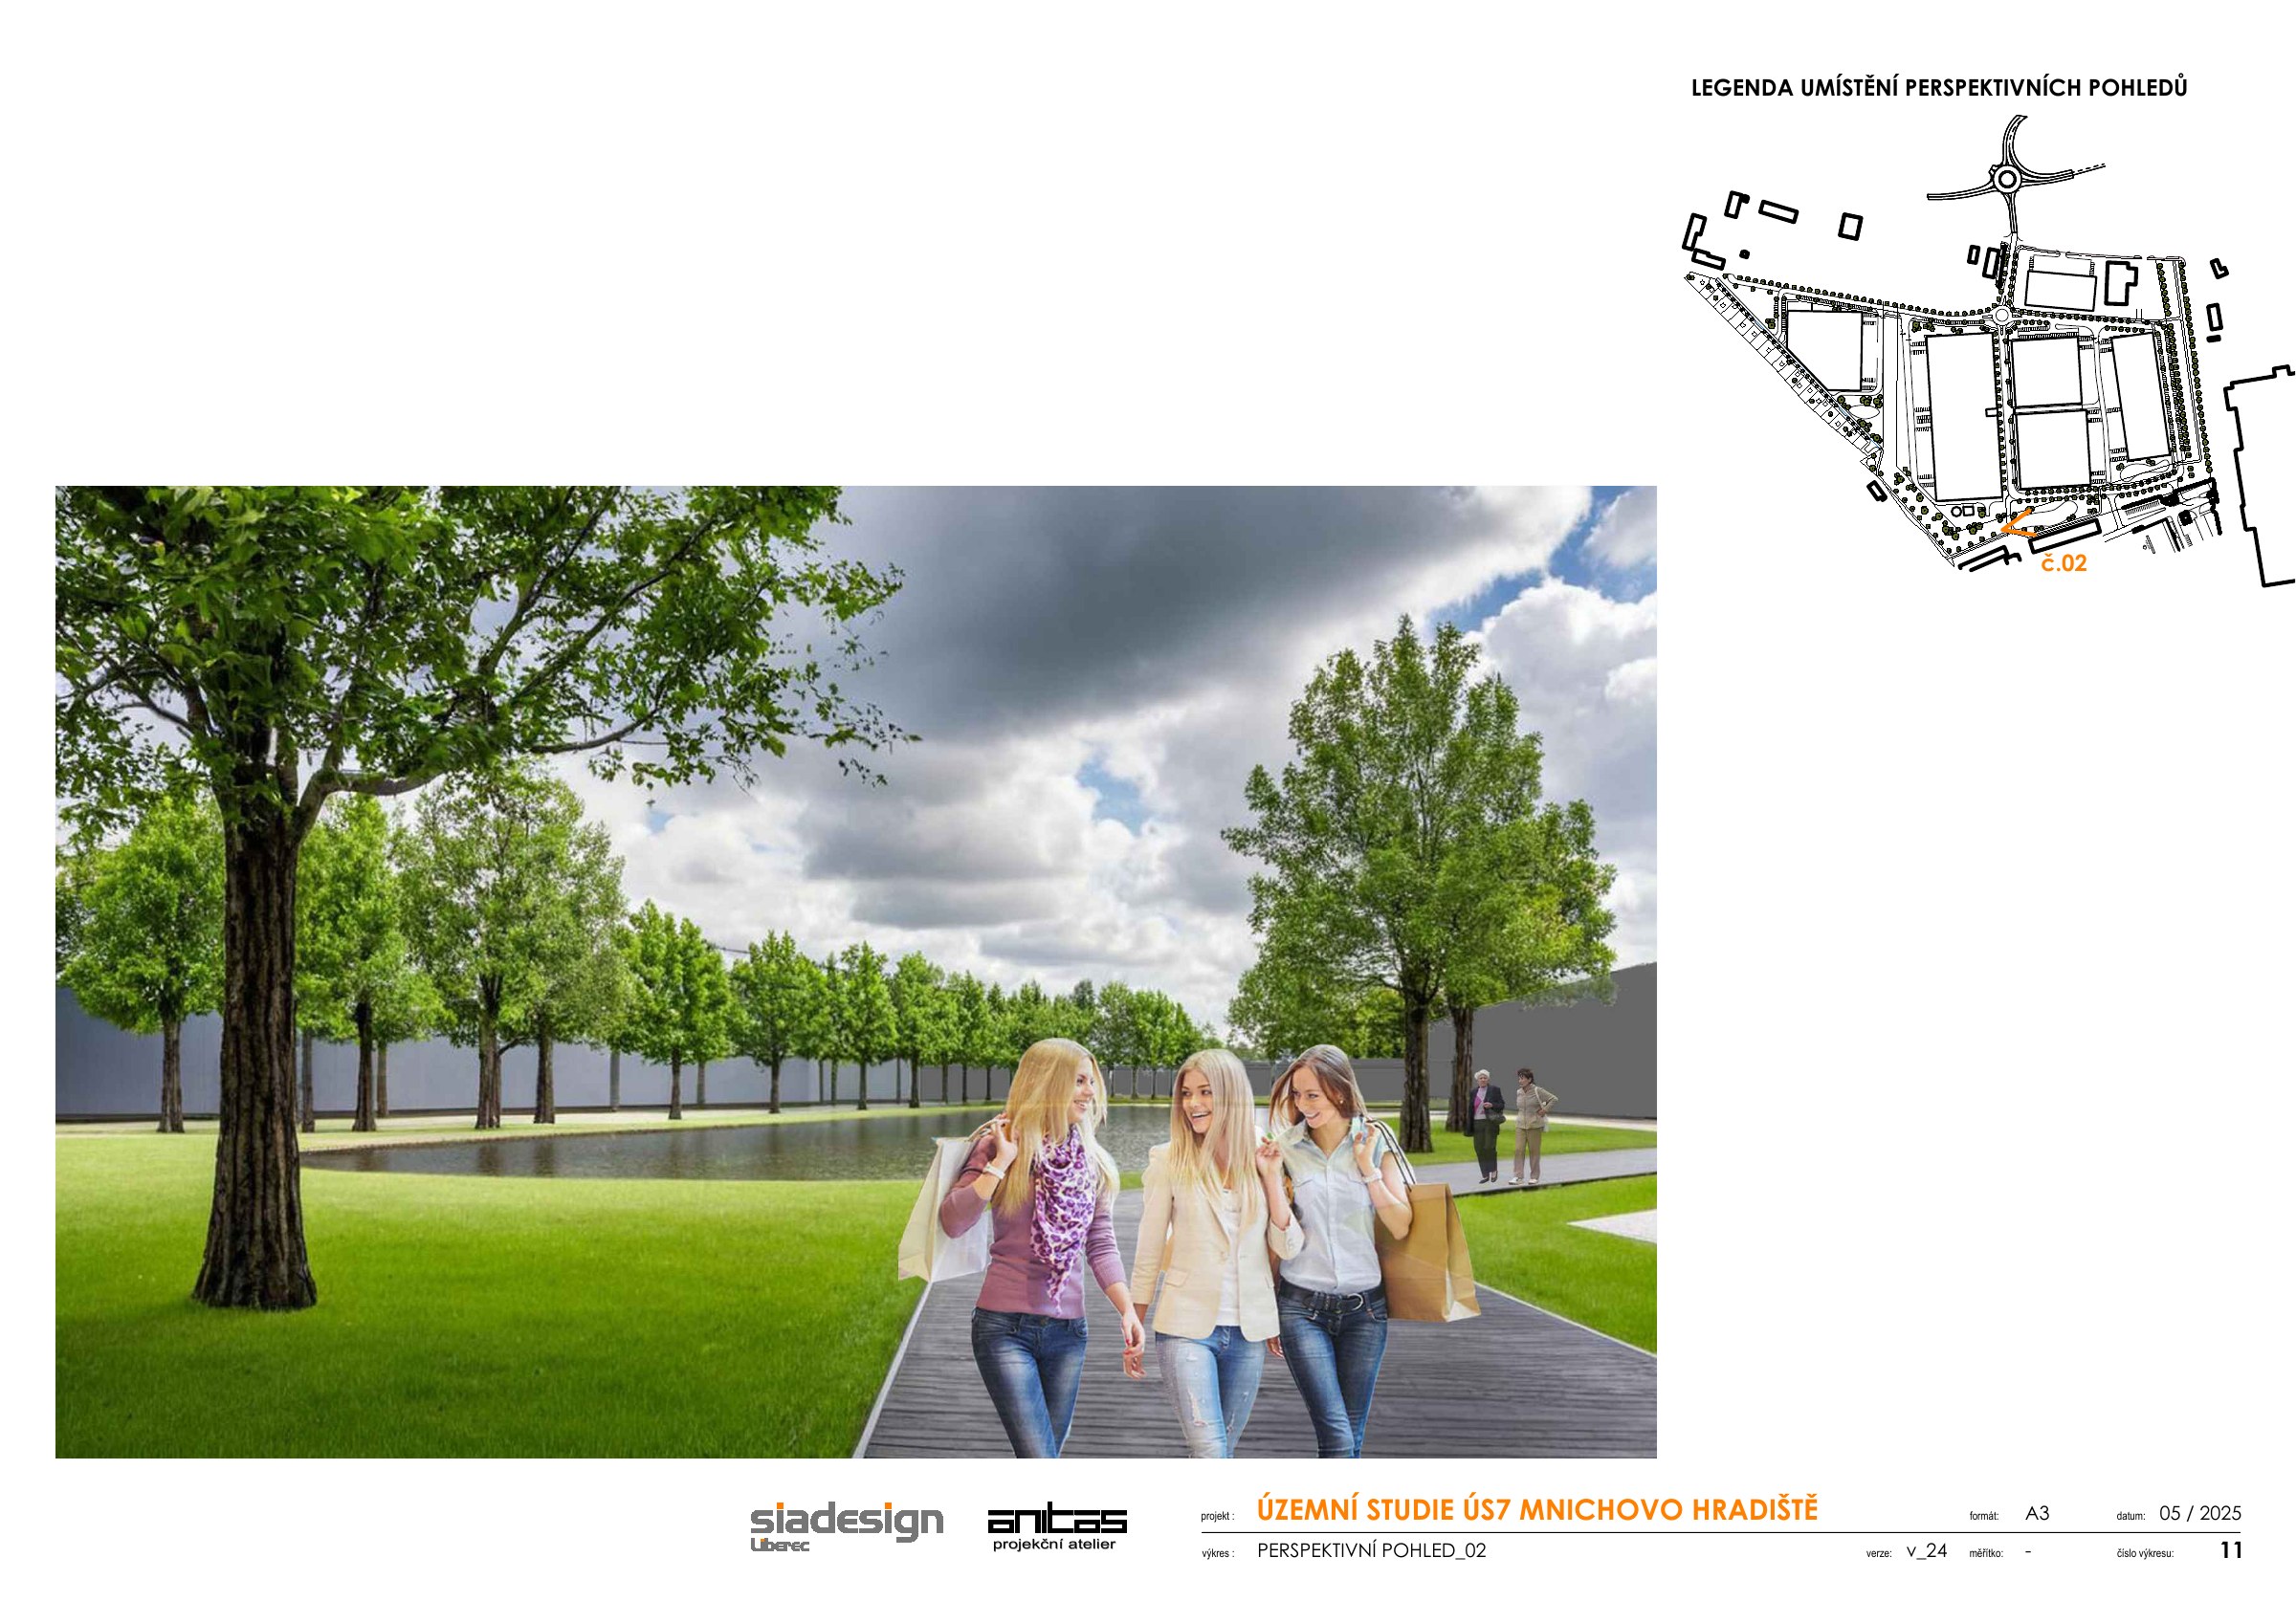 LEGENDA UMÍSTĚNÍ PERSPEKTIVNÍCH POHLEDŮ
č.02
siadesign
Liberec
anitas
projekční atelier
projekt :
ÚZEMNÍ STUDIE ÚS7 MNICHOVO HRADIŠTĚ
formát:
A3
datum:
05 / 2025
výkres :
PERSPEKTIVNÍ POHLED_02
verze:
v_24
měřítko:
-
číslo výkresu:
11